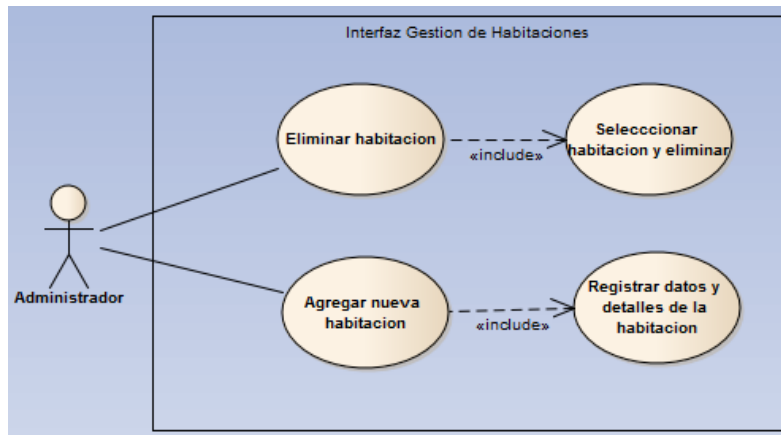 Interfaz Gestion de Habitaciones
Eliminar habitacion
«include»
Selecccionar
habitacion y eliminar
Administrador
Agregar nueva
habitacion
«include»
Registrar datos y
detalles de la
habitacion